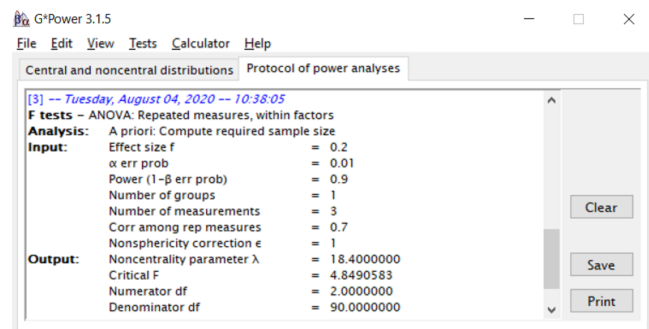 G*Power 3.1.5
File Edit View Tests Calculator Help
Central and noncentral distributions Protocol of power analyses
[3] -- Tuesday, August 04, 2020 -- 10:38:05
F tests - ANOVA: Repeated measures, within factors
Analysis: A priori: Compute required sample size
Input: Effect size f = 0.2
α err prob = 0.01
Power (1-β err prob) = 0.9
Number of groups = 1
Number of measurements = 3
Corr among rep measures = 0.7
Nonsphericity correction ϵ = 1
Output: Noncentrality parameter λ = 18.4000000
Critical F = 4.8490583
Numerator df = 2.0000000
Denominator df = 90.0000000
Clear
Save
Print